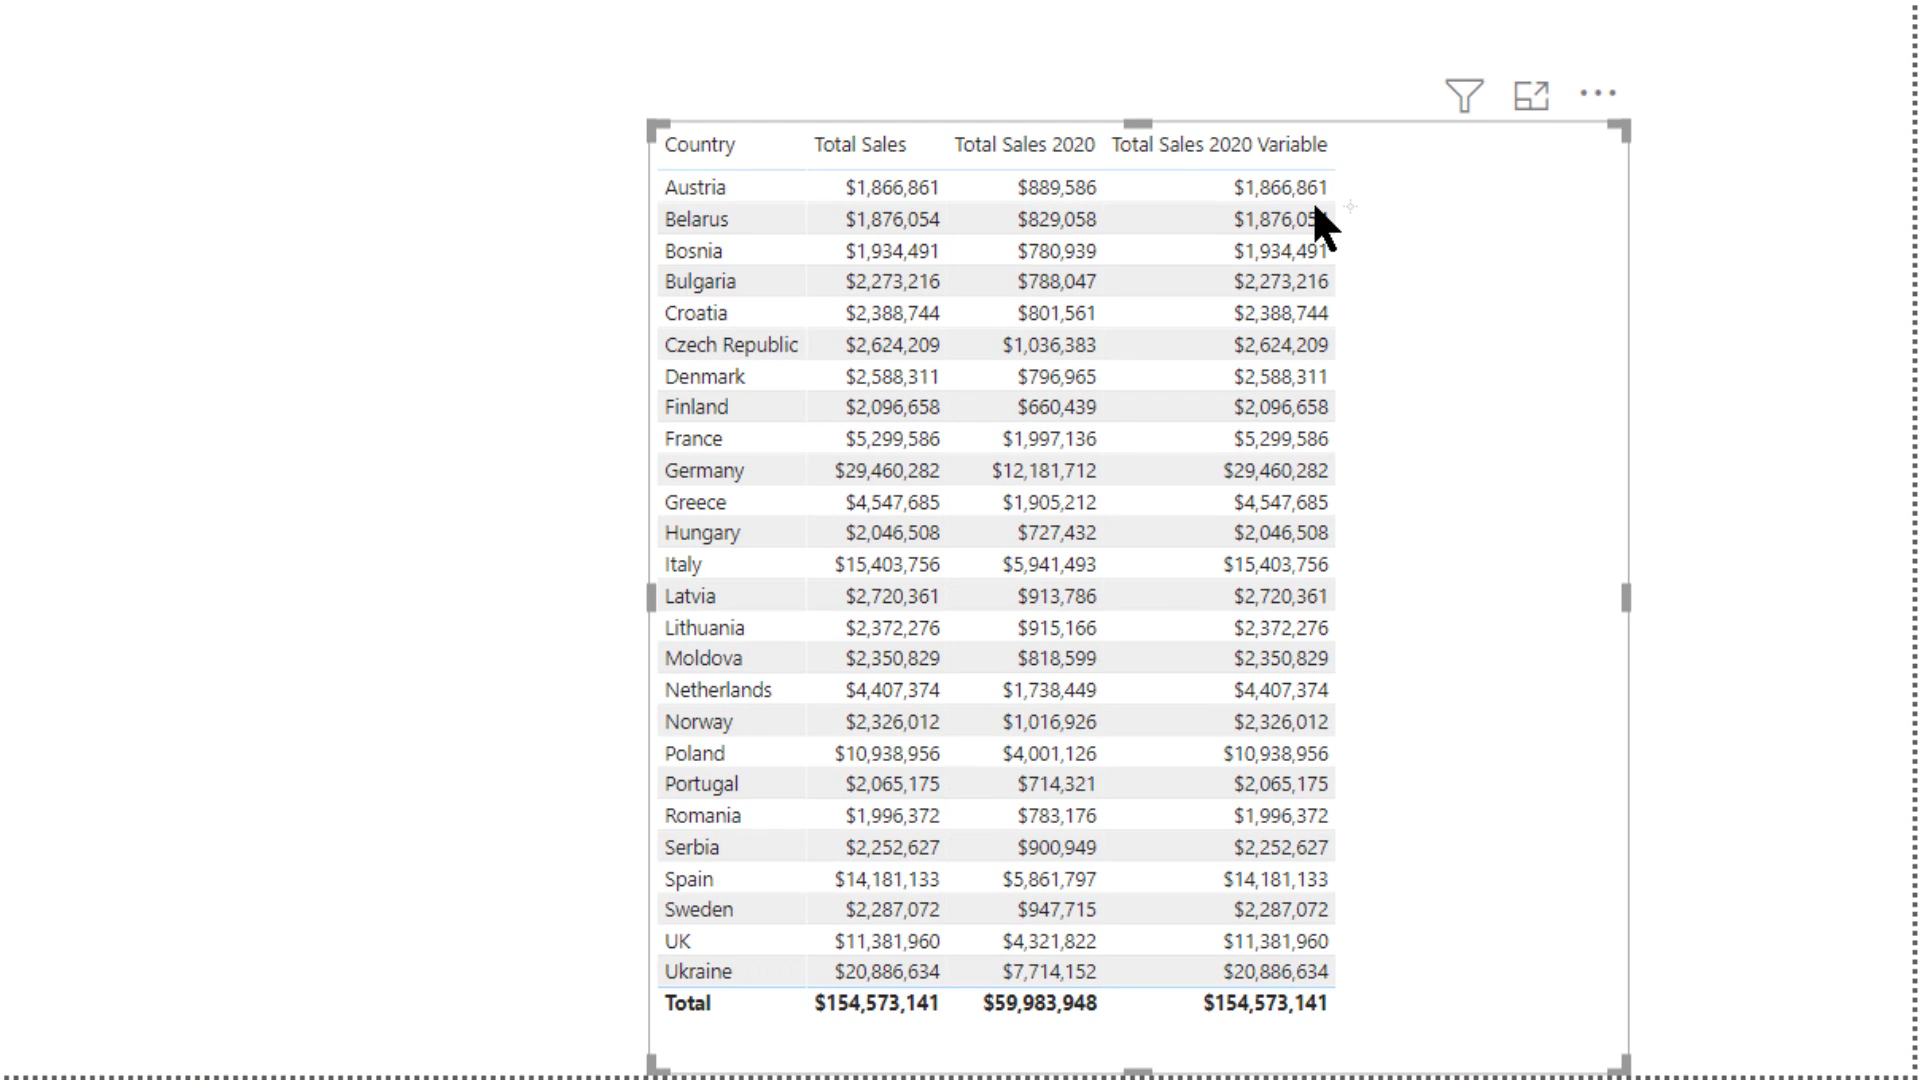 Country Total Sales Total Sales 2020 Total Sales 2020 Variable
Austria $1,866,861 $889,586 $1,866,861
Belarus $1,876,054 $829,058 $1,876,054
Bosnia $1,934,491 $780,939 $1,934,491
Bulgaria $2,273,216 $788,047 $2,273,216
Croatia $2,388,744 $801,561 $2,388,744
Czech Republic $2,624,209 $1,036,383 $2,624,209
Denmark $2,588,311 $796,965 $2,588,311
Finland $2,096,658 $660,439 $2,096,658
France $5,299,586 $1,997,136 $5,299,586
Germany $29,460,282 $12,181,712 $29,460,282
Greece $4,547,685 $1,905,212 $4,547,685
Hungary $2,046,508 $727,432 $2,046,508
Italy $15,403,756 $5,941,493 $15,403,756
Latvia $2,720,361 $913,786 $2,720,361
Lithuania $2,372,276 $915,166 $2,372,276
Moldova $2,350,829 $818,599 $2,350,829
Netherlands $4,407,374 $1,738,449 $4,407,374
Norway $2,326,012 $1,016,926 $2,326,012
Poland $10,938,956 $4,001,126 $10,938,956
Portugal $2,065,175 $714,321 $2,065,175
Romania $1,996,372 $783,176 $1,996,372
Serbia $2,252,627 $900,949 $2,252,627
Spain $14,181,133 $5,861,797 $14,181,133
Sweden $2,287,072 $947,715 $2,287,072
UK $11,381,960 $4,321,822 $11,381,960
Ukraine $20,886,634 $7,714,152 $20,886,634
Total $154,573,141 $59,983,948 $154,573,141